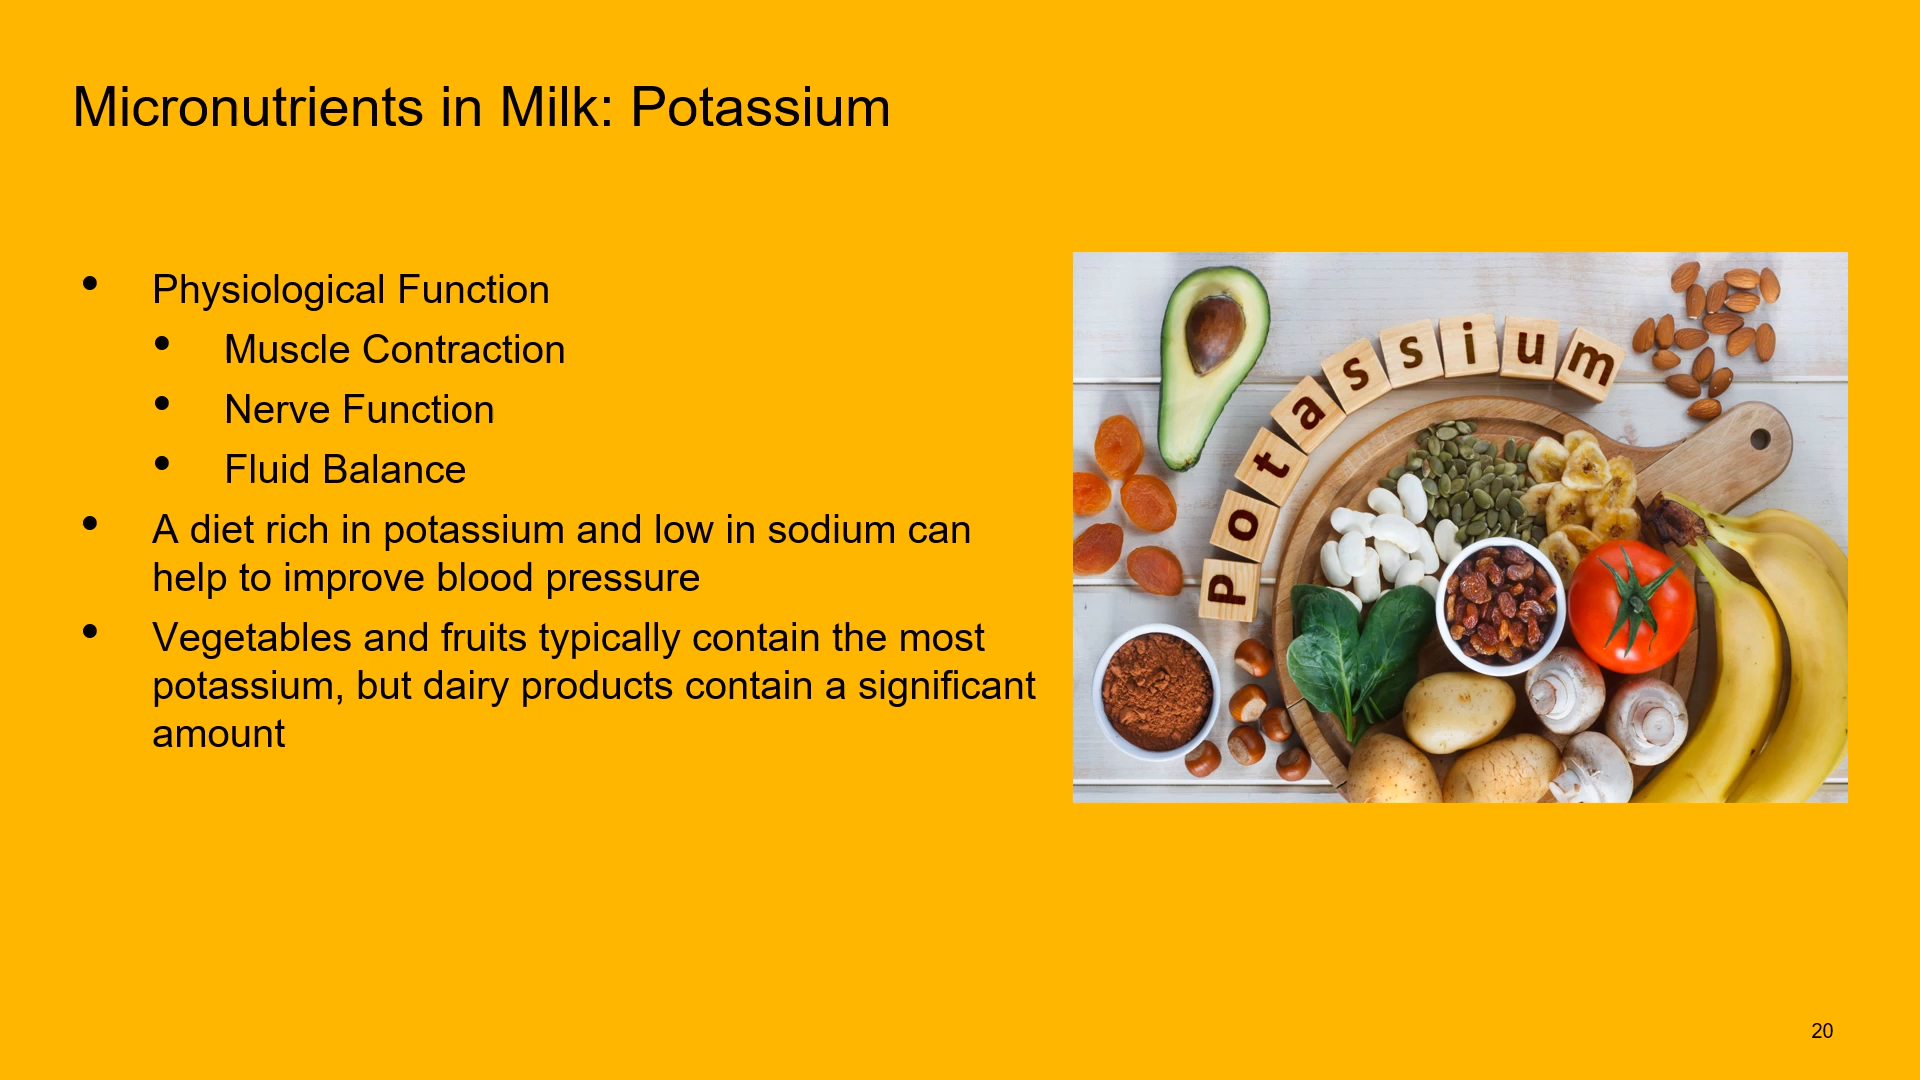 Micronutrients in Milk: Potassium
• Physiological Function
• Muscle Contraction
• Nerve Function
• Fluid Balance
• A diet rich in potassium and low in sodium can
help to improve blood pressure
• Vegetables and fruits typically contain the most
potassium, but dairy products contain a significant
amount
Potassium
20